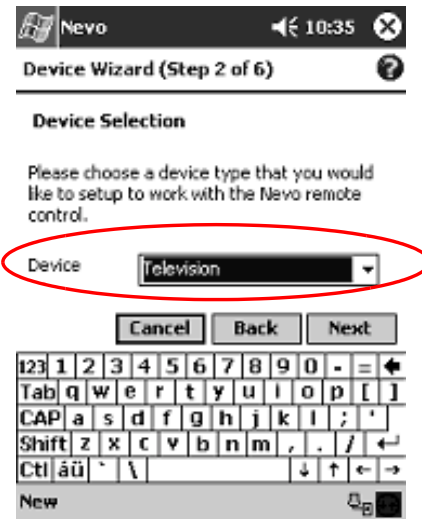 Nevo 10:35
Device Wizard (Step 2 of 6)
Device Selection
Please choose a device type that you would
like to setup to work with the Nevo remote
control.
Device Television
Cancel Back Next
123 1 2 3 4 5 6 7 8 9 0 - =
Tab q w e r t y u i o p [ ]
CAP a s d f g h j k l ; '
Shift z x c v b n m , . /
Ctl áü ` \
New